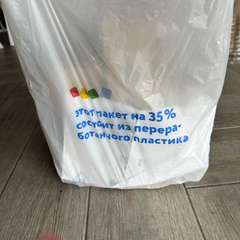 этот пакет на 35%
состоит из перера-
ботанного пластика